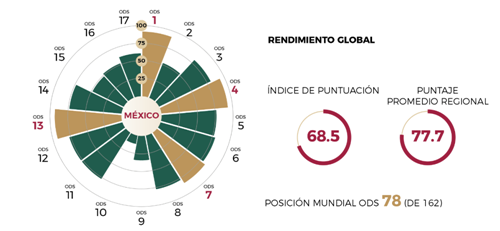 ODS
1
ODS
2
ODS
3
ODS
4
ODS
5
ODS
6
ODS
7
ODS
8
ODS
9
ODS
10
ODS
11
ODS
12
ODS
13
ODS
14
ODS
15
ODS
16
ODS
17
100
75
50
25
MÉXICO
RENDIMIENTO GLOBAL
ÍNDICE DE PUNTUACIÓN
68.5
PUNTAJE
PROMEDIO REGIONAL
77.7
POSICIÓN MUNDIAL ODS 78 (DE 162)